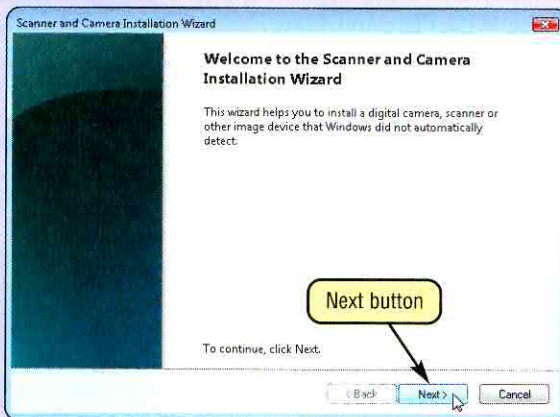 Scanner and Camera Installation Wizard
Welcome to the Scanner and Camera
Installation Wizard
This wizard helps you to install a digital camera, scanner or
other image device that Windows did not automatically
detect.
Next button
To continue, click Next.
< Back
Next >
Cancel